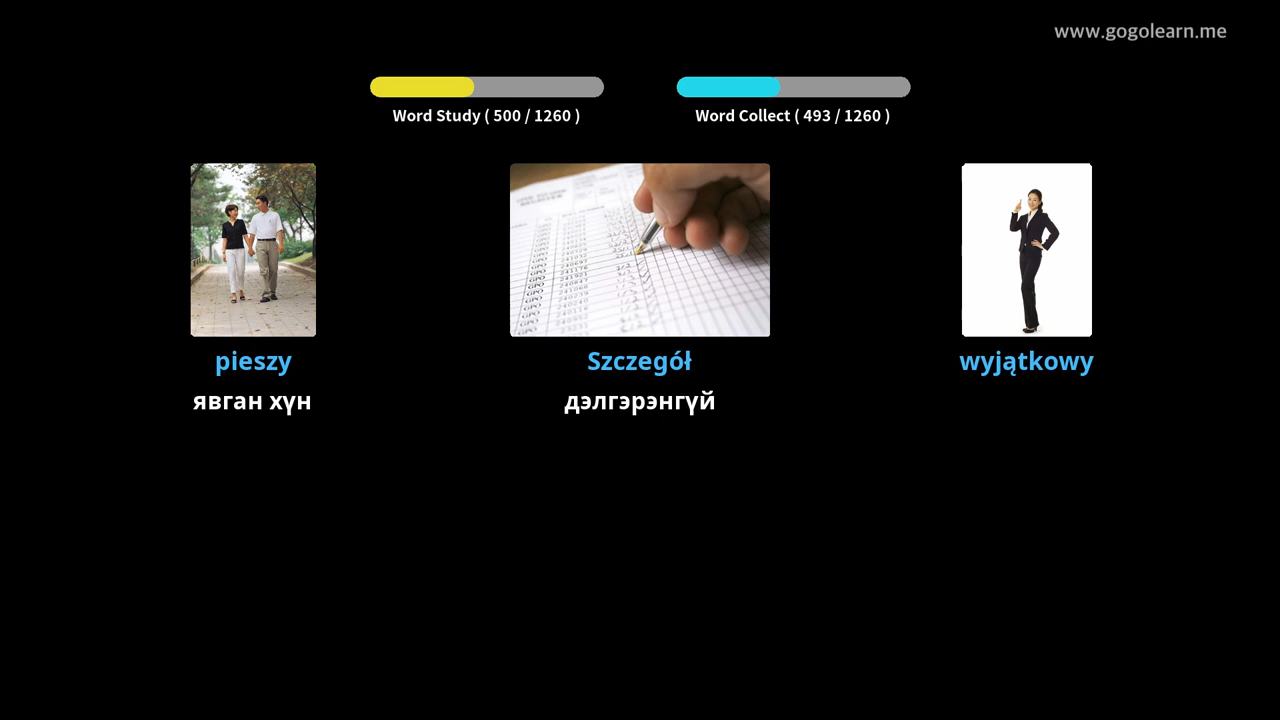 www.gogolearn.me
Word Study ( 500 / 1260 )
Word Collect ( 493 / 1260 )
pieszy
Szczegół
wyjątkowy
явган хүн
дэлгэрэнгүй